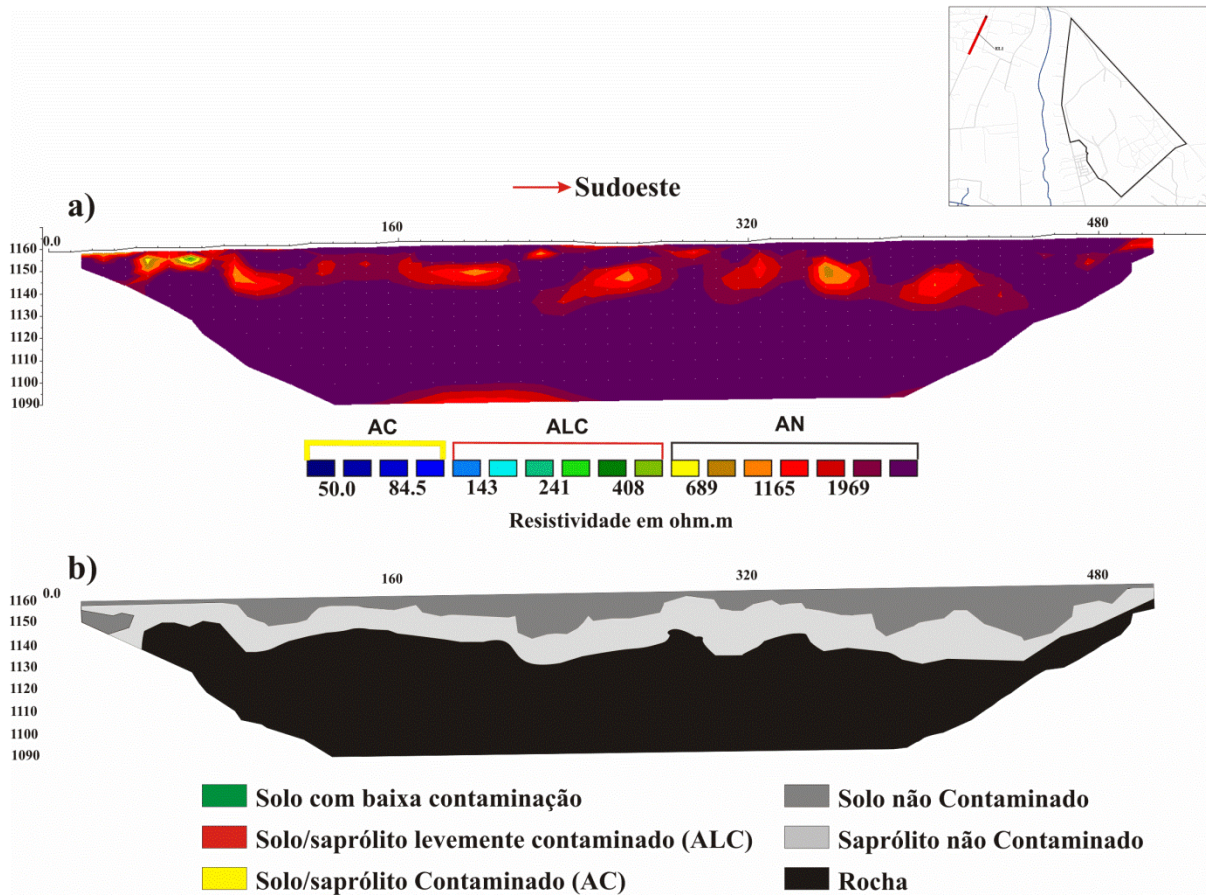 Sudoeste
a)
0.0
160
320
480
1160
1150
1140
1130
1120
1110
1100
1090
AC
ALC
AN
50.0
84.5
143
241
408
689
1165
1969
Resistividade em ohm.m
b)
0.0
160
320
480
1160
1150
1140
1130
1120
1110
1100
1090
Solo com baixa contaminação
Solo/saprólito levemente contaminado (ALC)
Solo/saprólito Contaminado (AC)
Solo não Contaminado
Saprólito não Contaminado
Rocha